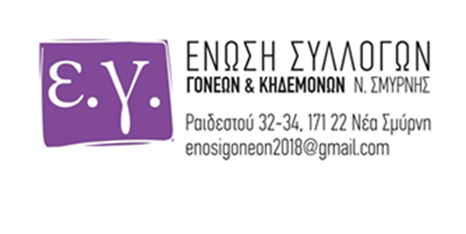 ε.γ.
ΕΝΩΣΗ ΣΥΛΛΟΓΩΝ
ΓΟΝΕΩΝ & ΚΗΔΕΜΟΝΩΝ Ν. ΣΜΥΡΝΗΣ
Ραιδεστού 32-34, 171 22 Νέα Σμύρνη
enosigoneon2018@gmail.com